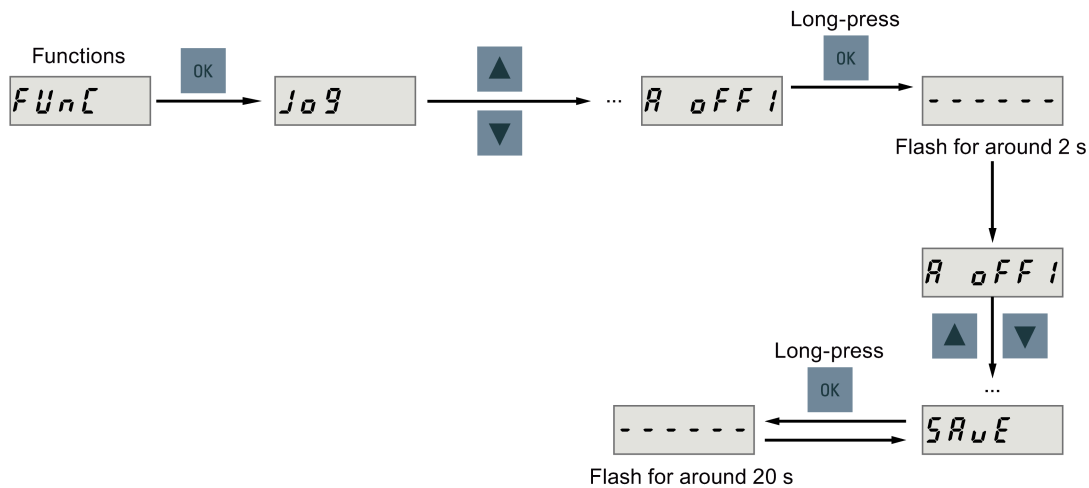 Long-press
Functions
OK
OK
FUnC
Jog
...
A oFF1
------
Flash for around 2 s
A oFF1
Long-press
...
OK
------
SAvE
Flash for around 20 s